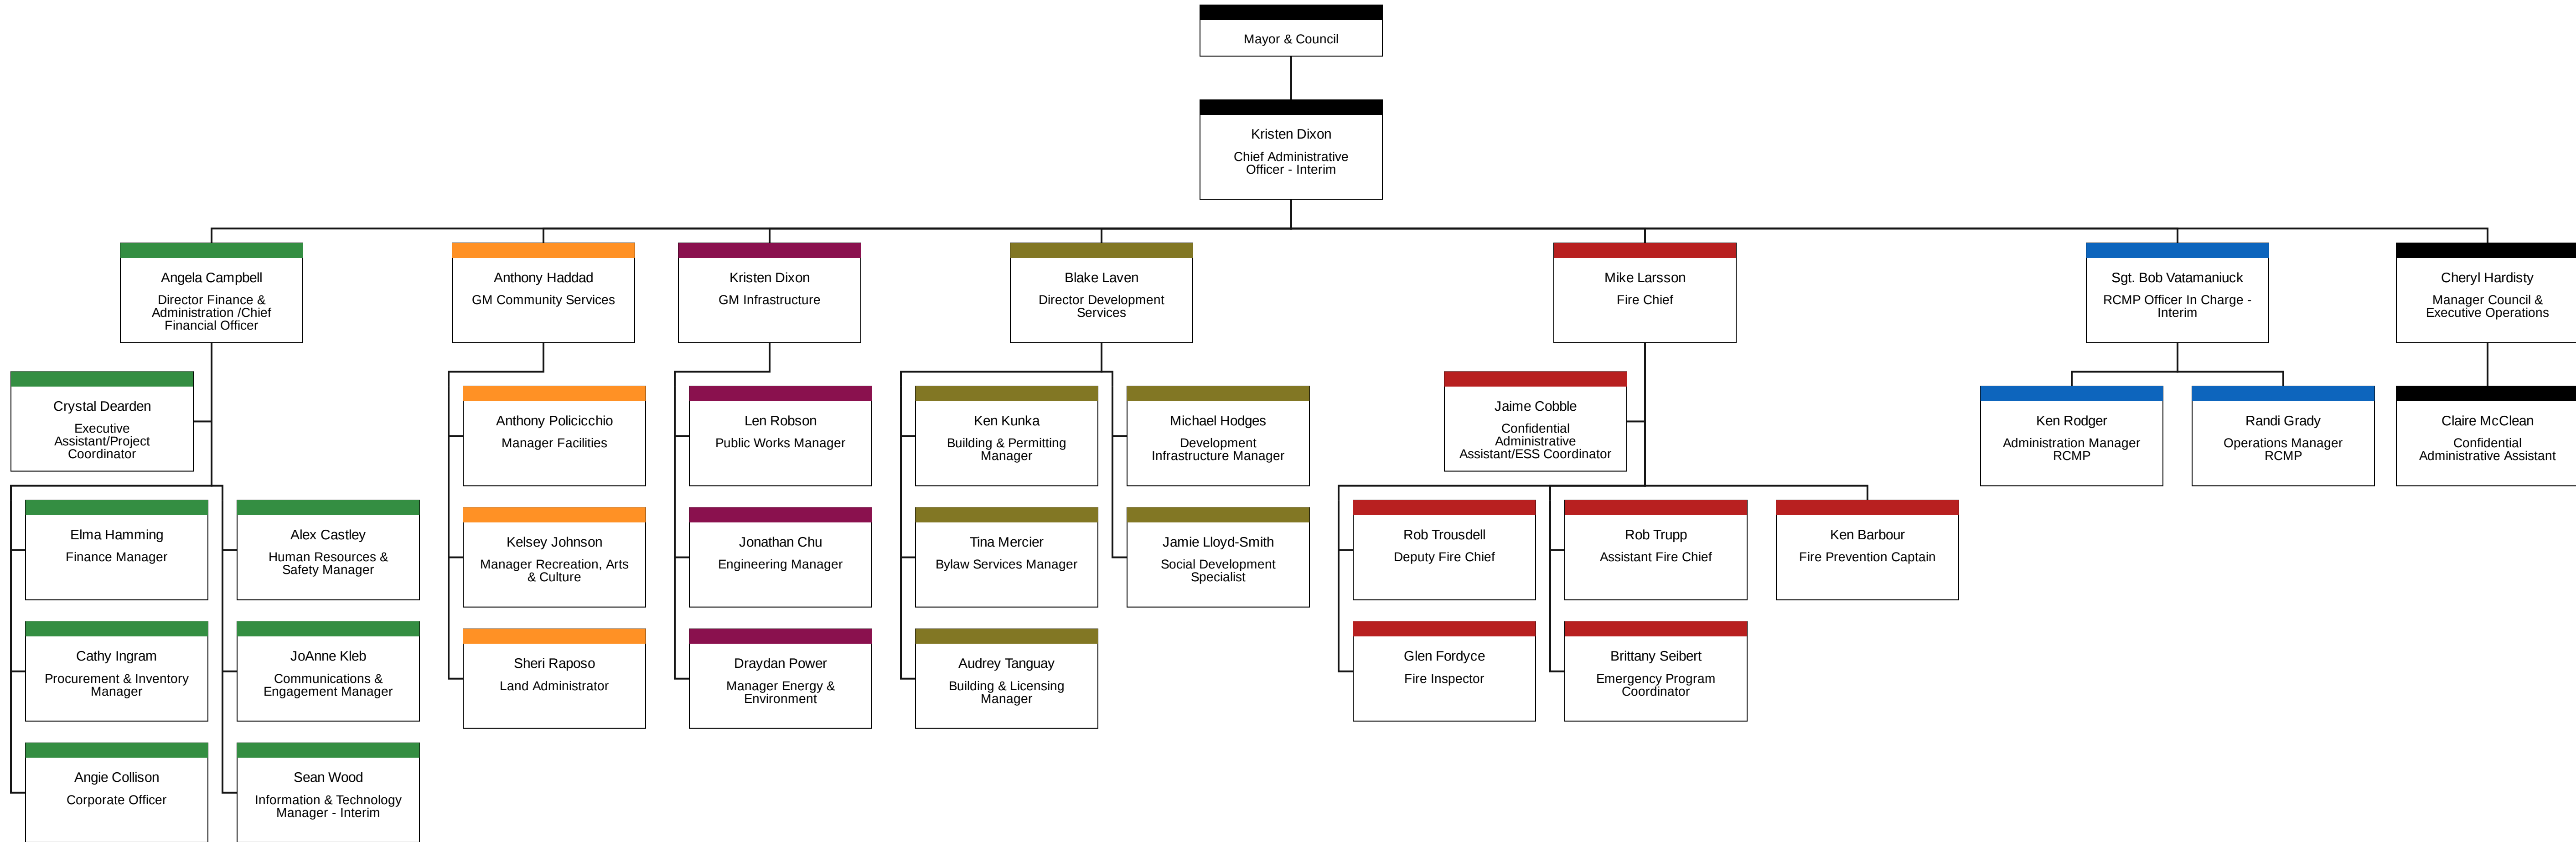 Mayor & Council
Kristen Dixon
Chief Administrative
Officer - Interim
Angela Campbell
Director Finance &
Administration /Chief
Financial Officer
Anthony Haddad
GM Community Services
Kristen Dixon
GM Infrastructure
Blake Laven
Director Development
Services
Mike Larsson
Fire Chief
Sgt. Bob Vatamaniuck
RCMP Officer In Charge -
Interim
Cheryl Hardisty
Manager Council &
Executive Operations
Crystal Dearden
Executive
Assistant/Project
Coordinator
Elma Hamming
Finance Manager
Alex Castley
Human Resources &
Safety Manager
Cathy Ingram
Procurement & Inventory
Manager
JoAnne Kleb
Communications &
Engagement Manager
Angie Collison
Corporate Officer
Sean Wood
Information & Technology
Manager - Interim
Anthony Policicchio
Manager Facilities
Kelsey Johnson
Manager Recreation, Arts
& Culture
Sheri Raposo
Land Administrator
Len Robson
Public Works Manager
Jonathan Chu
Engineering Manager
Draydan Power
Manager Energy &
Environment
Ken Kunka
Building & Permitting
Manager
Michael Hodges
Development
Infrastructure Manager
Tina Mercier
Bylaw Services Manager
Jamie Lloyd-Smith
Social Development
Specialist
Audrey Tanguay
Building & Licensing
Manager
Jaime Cobble
Confidential
Administrative
Assistant/ESS Coordinator
Rob Trousdell
Deputy Fire Chief
Rob Trupp
Assistant Fire Chief
Ken Barbour
Fire Prevention Captain
Glen Fordyce
Fire Inspector
Brittany Seibert
Emergency Program
Coordinator
Ken Rodger
Administration Manager
RCMP
Randi Grady
Operations Manager
RCMP
Claire McClean
Confidential
Administrative Assistant